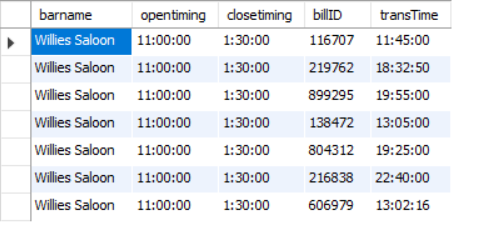 barname opentiming closetiming billID transTime
Willies Saloon 11:00:00 1:30:00 116707 11:45:00
Willies Saloon 11:00:00 1:30:00 219762 18:32:50
Willies Saloon 11:00:00 1:30:00 899295 19:55:00
Willies Saloon 11:00:00 1:30:00 138472 13:05:00
Willies Saloon 11:00:00 1:30:00 804312 19:25:00
Willies Saloon 11:00:00 1:30:00 216838 22:40:00
Willies Saloon 11:00:00 1:30:00 606979 13:02:16